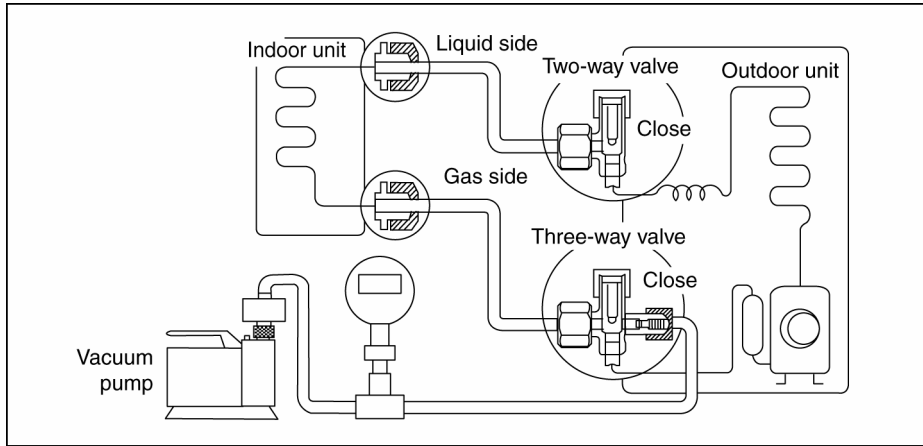 Indoor unit
Liquid side
Two-way valve
Outdoor unit
Close
Gas side
Three-way valve
Close
Vacuum
pump